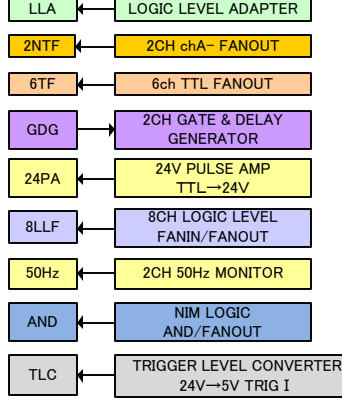 LLA LOGIC LEVEL ADAPTER
2NTF 2CH chA- FANOUT
6TF 6ch TTL FANOUT
GDG 2CH GATE & DELAY
GENERATOR
24PA 24V PULSE AMP
TTL→24V
8LLF 8CH LOGIC LEVEL
FANIN/FANOUT
50Hz 2CH 50Hz MONITOR
AND NIM LOGIC
AND/FANOUT
TLC TRIGGER LEVEL CONVERTER
24V→5V TRIG I